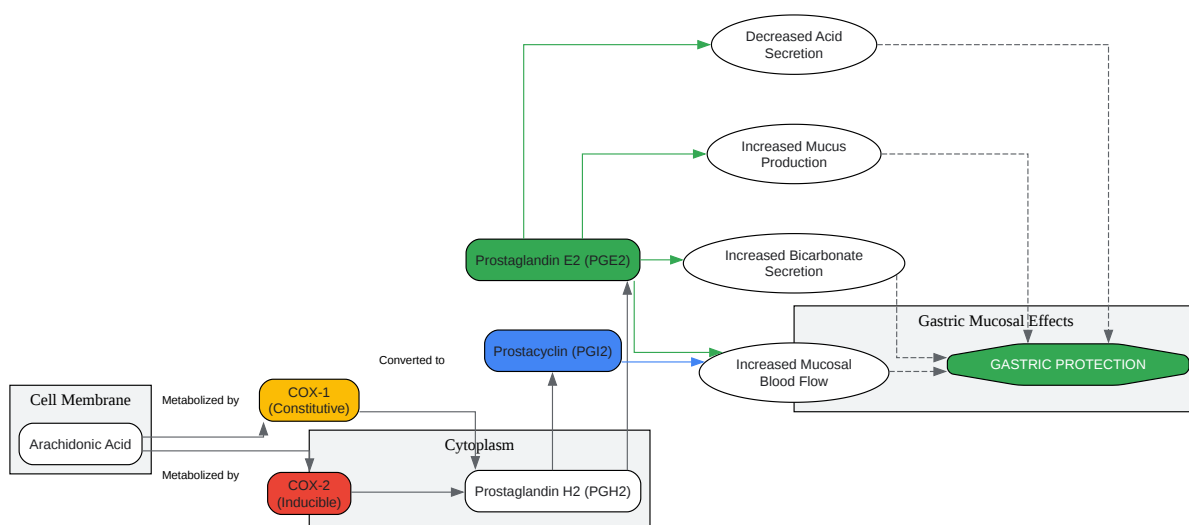 Decreased Acid
Secretion
Increased Mucus
Production
Prostaglandin E2 (PGE2)
Increased Bicarbonate
Secretion
Gastric Mucosal Effects
Prostacyclin (PGI2)
Converted to
Increased Mucosal
Blood Flow
GASTRIC PROTECTION
Cell Membrane
Metabolized by
COX-1
(Constitutive)
Arachidonic Acid
Cytoplasm
Metabolized by
COX-2
(Inducible)
Prostaglandin H2 (PGH2)